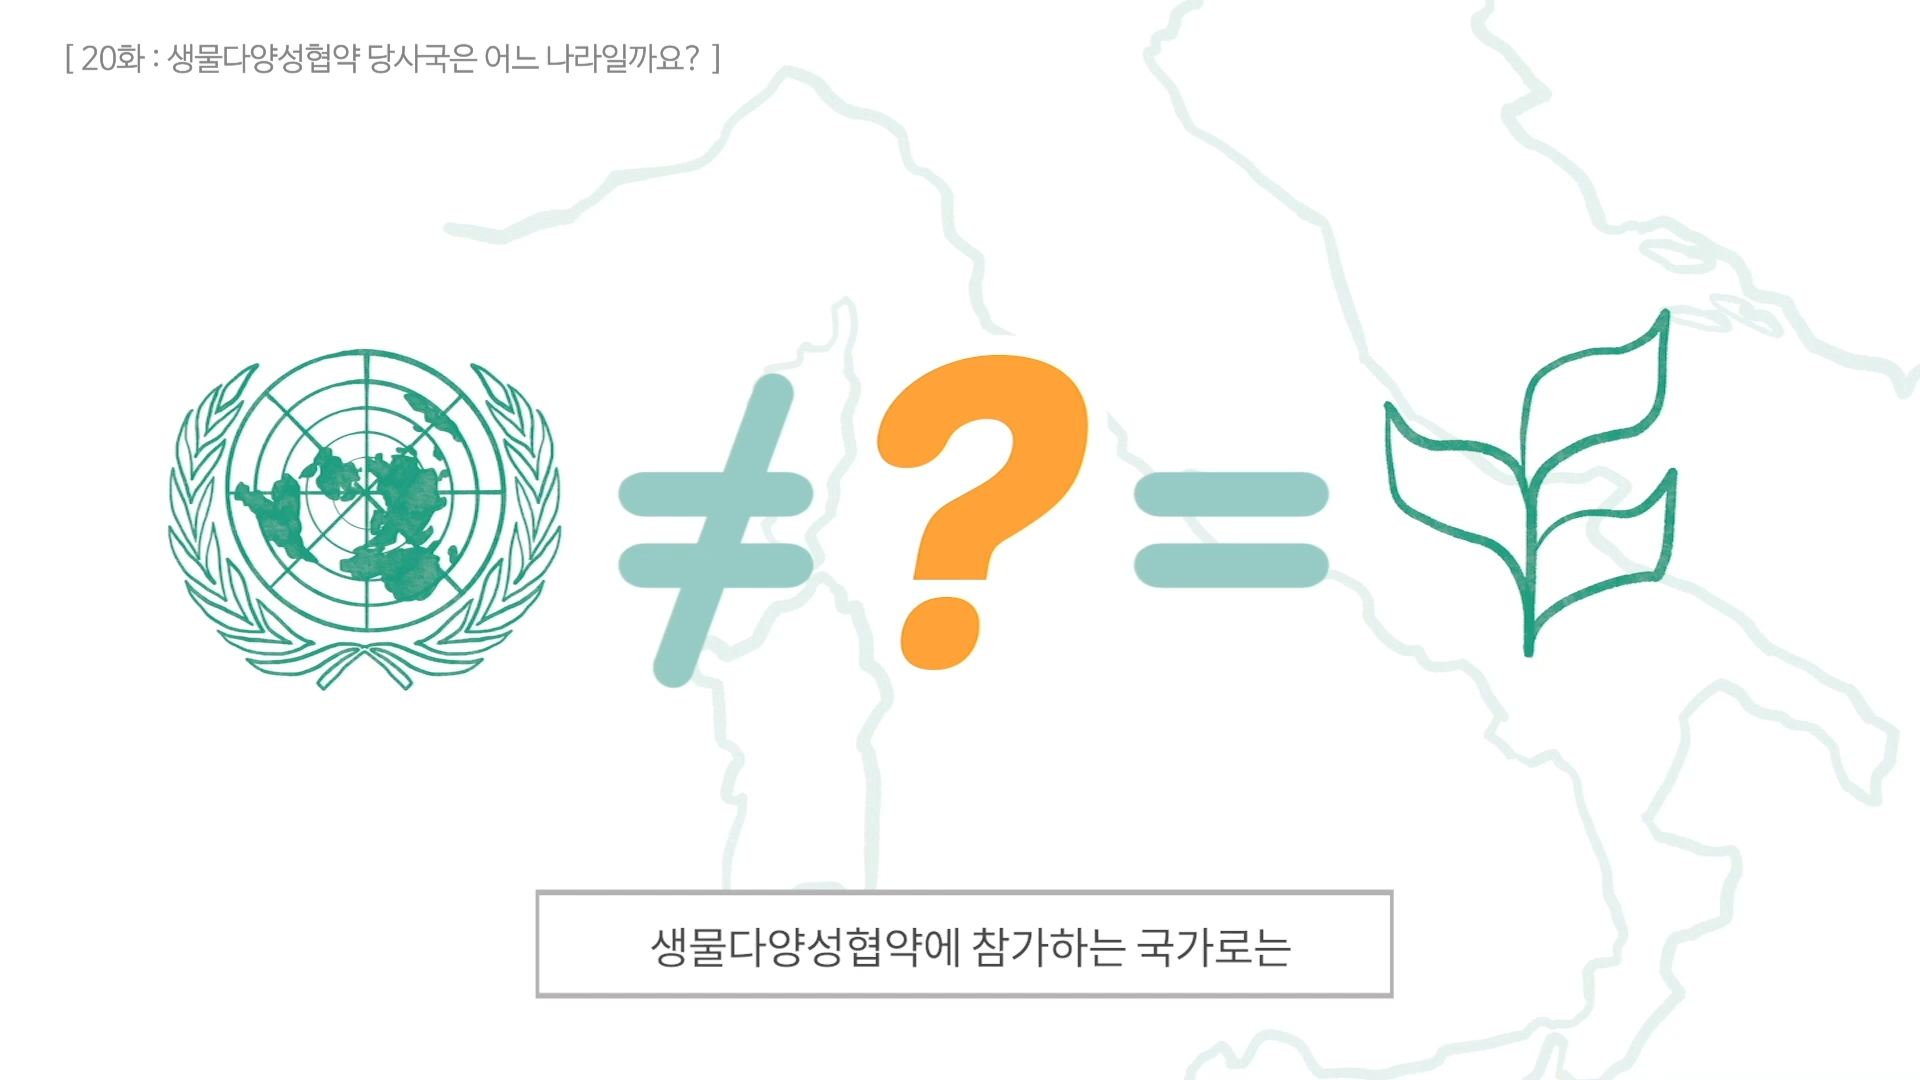 [ 20화 : 생물다양성협약 당사국은 어느 나라일까요? ]
≠ ? =
생물다양성협약에 참가하는 국가로는